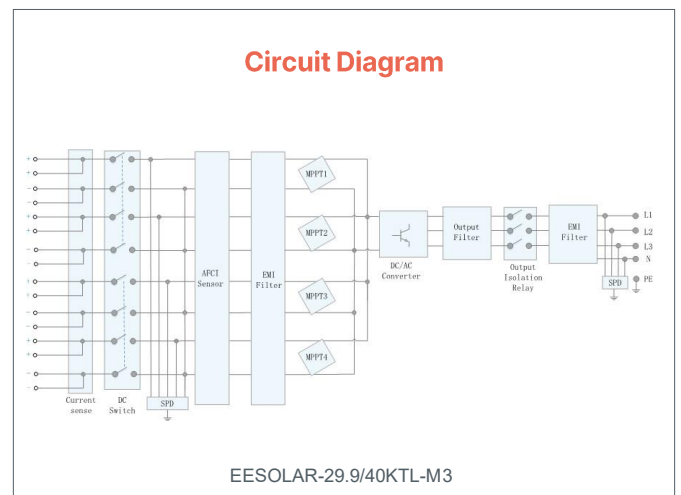 Circuit Diagram
+
+
-
-
+
+
-
-
+
+
-
-
+
+
-
-
Current
sense
DC
Switch
SPD
AFCI
Sensor
EMI
Filter
MPPT1
MPPT2
MPPT3
MPPT4
DC/AC
Converter
Output
Filter
Output
Isolation
Relay
EMI
Filter
L1
L2
L3
N
SPD
PE
EESOLAR-29.9/40KTL-M3